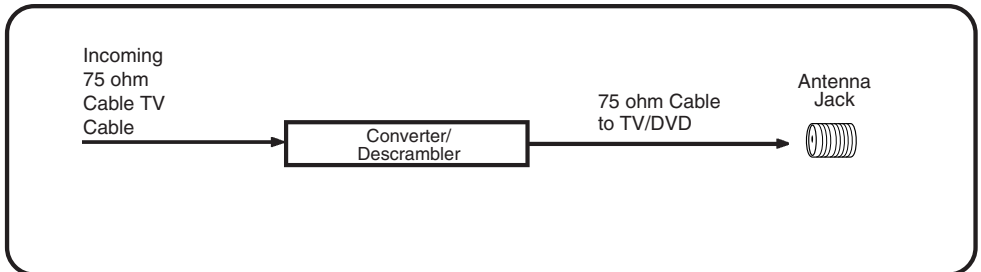 Incoming
75 ohm
Cable TV
Cable
Converter/
Descrambler
75 ohm Cable
to TV/DVD
Antenna
Jack